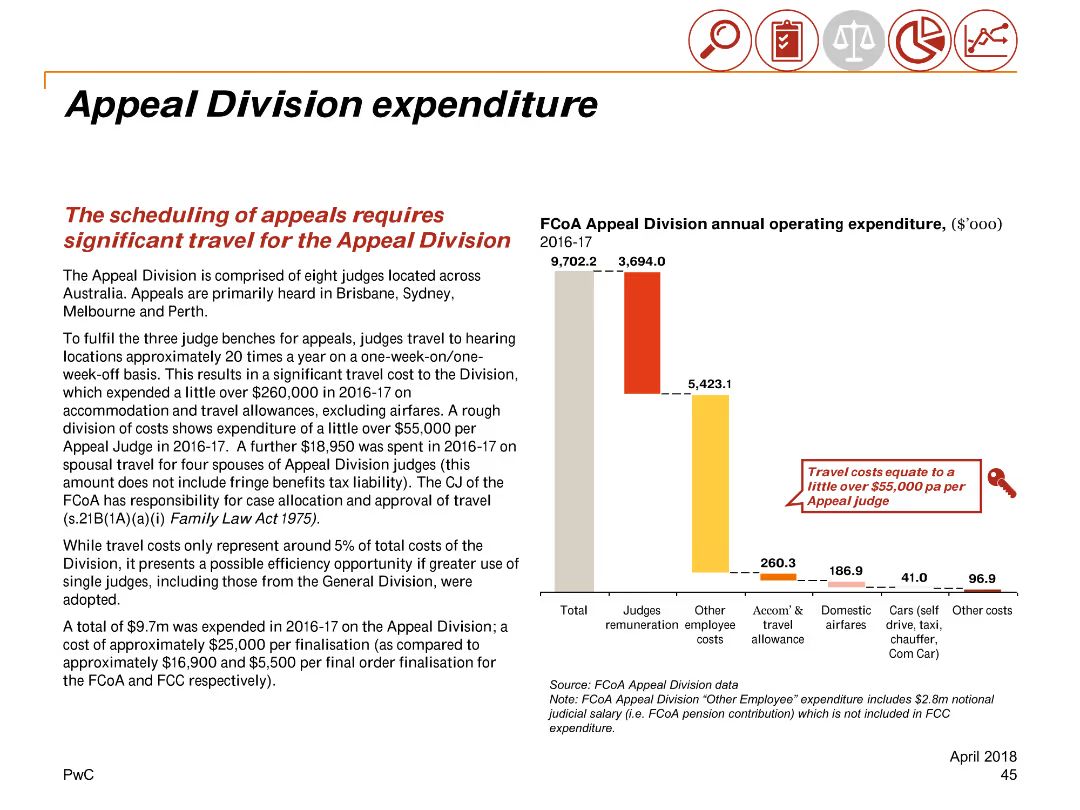 Appeal Division expenditure
The scheduling of appeals requires
significant travel for the Appeal Division
The Appeal Division is comprised of eight judges located across
Australia. Appeals are primarily heard in Brisbane, Sydney,
Melbourne and Perth.
To fulfil the three judge benches for appeals, judges travel to hearing
locations approximately 20 times a year on a one-week-on/one-
week-off basis. This results in a significant travel cost to the Division,
which expended a little over $260,000 in 2016-17 on
accommodation and travel allowances, excluding airfares. A rough
division of costs shows expenditure of a little over $55,000 per
Appeal Judge in 2016-17.  A further $18,950 was spent in 2016-17 on
spousal travel for four spouses of Appeal Division judges (this
amount does not include fringe benefits tax liability). The CJ of the
FCoA has responsibility for case allocation and approval of travel
(s.21B(1A)(a)(i) Family Law Act 1975).
While travel costs only represent around 5% of total costs of the
Division, it presents a possible efficiency opportunity if greater use of
single judges, including those from the General Division, were
adopted.
A total of $9.7m was expended in 2016-17 on the Appeal Division; a
cost of approximately $25,000 per finalisation (as compared to
approximately $16,900 and $5,500 per final order finalisation for
the FCoA and FCC respectively).
FCoA Appeal Division annual operating expenditure, ($'000)
2016-17
9,702.2 3,694.0
5,423.1
Travel costs equate to a
little over $55,000 pa per
Appeal judge
260.3
186.9
41.0
96.9
Total
Judges
remuneration
Other
employee
costs
Accom' &
travel
allowance
Domestic
airfares
Cars (self
drive, taxi,
chauffer,
Com Car)
Other costs
Source: FCoA Appeal Division data
Note: FCoA Appeal Division "Other Employee" expenditure includes $2.8m notional
judicial salary (i.e. FCoA pension contribution) which is not included in FCC
expenditure.
April 2018
PwC
45